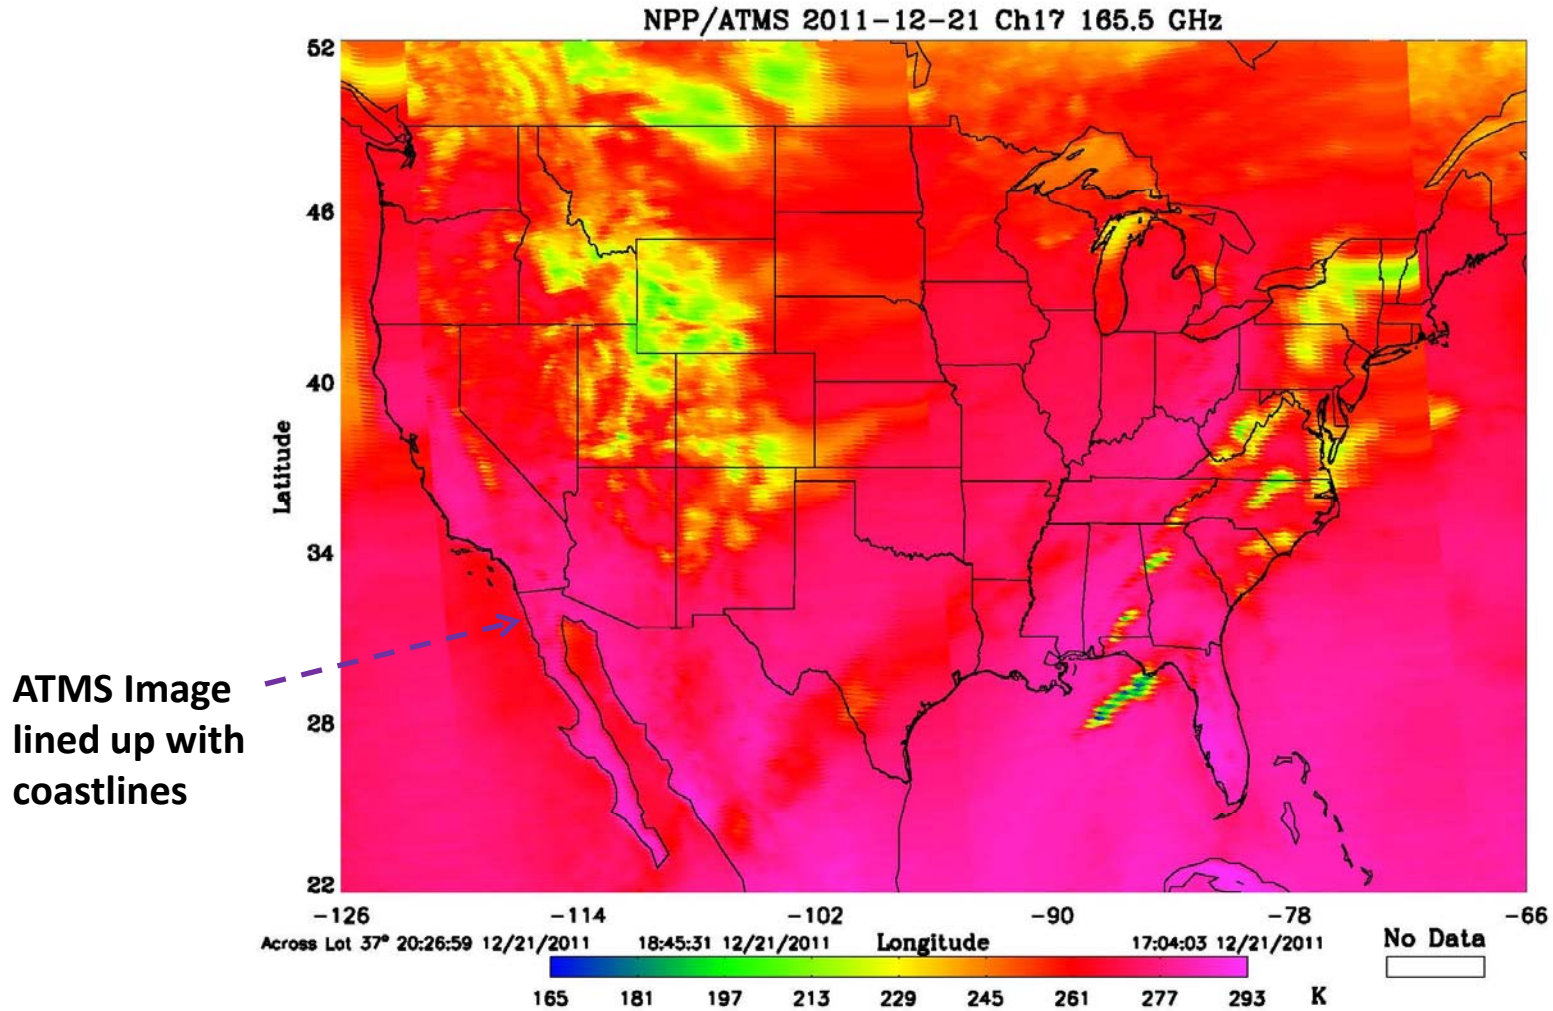 NPP/ATMS 2011-12-21 Ch17 165.5 GHz
52
46
40
34
28
22
Latitude
ATMS Image
lined up with
coastlines
-126 -114 -102 -90 -78 -66
Across Lot 37° 20:26:59 12/21/2011 18:45:31 12/21/2011 Longitude 17:04:03 12/21/2011 No Data
165 181 197 213 229 245 261 277 293 K